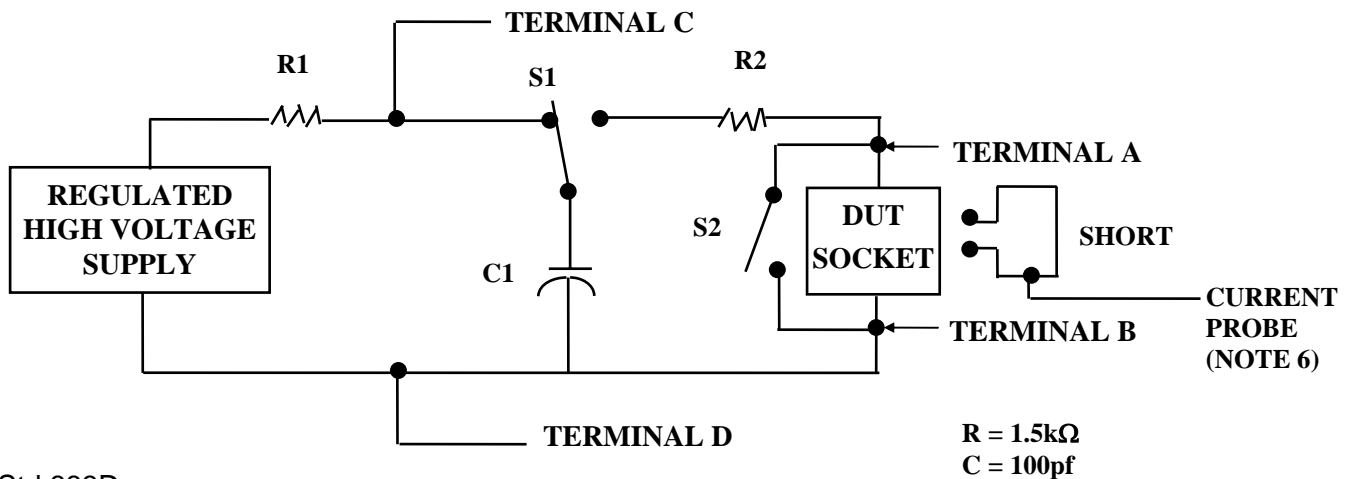 TERMINAL C
R1
S1
R2
TERMINAL A
REGULATED
HIGH VOLTAGE
SUPPLY
S2
DUT
SOCKET
SHORT
C1
CURRENT
PROBE
(NOTE 6)
TERMINAL B
TERMINAL D
R = 1.5kΩ
C = 100pf